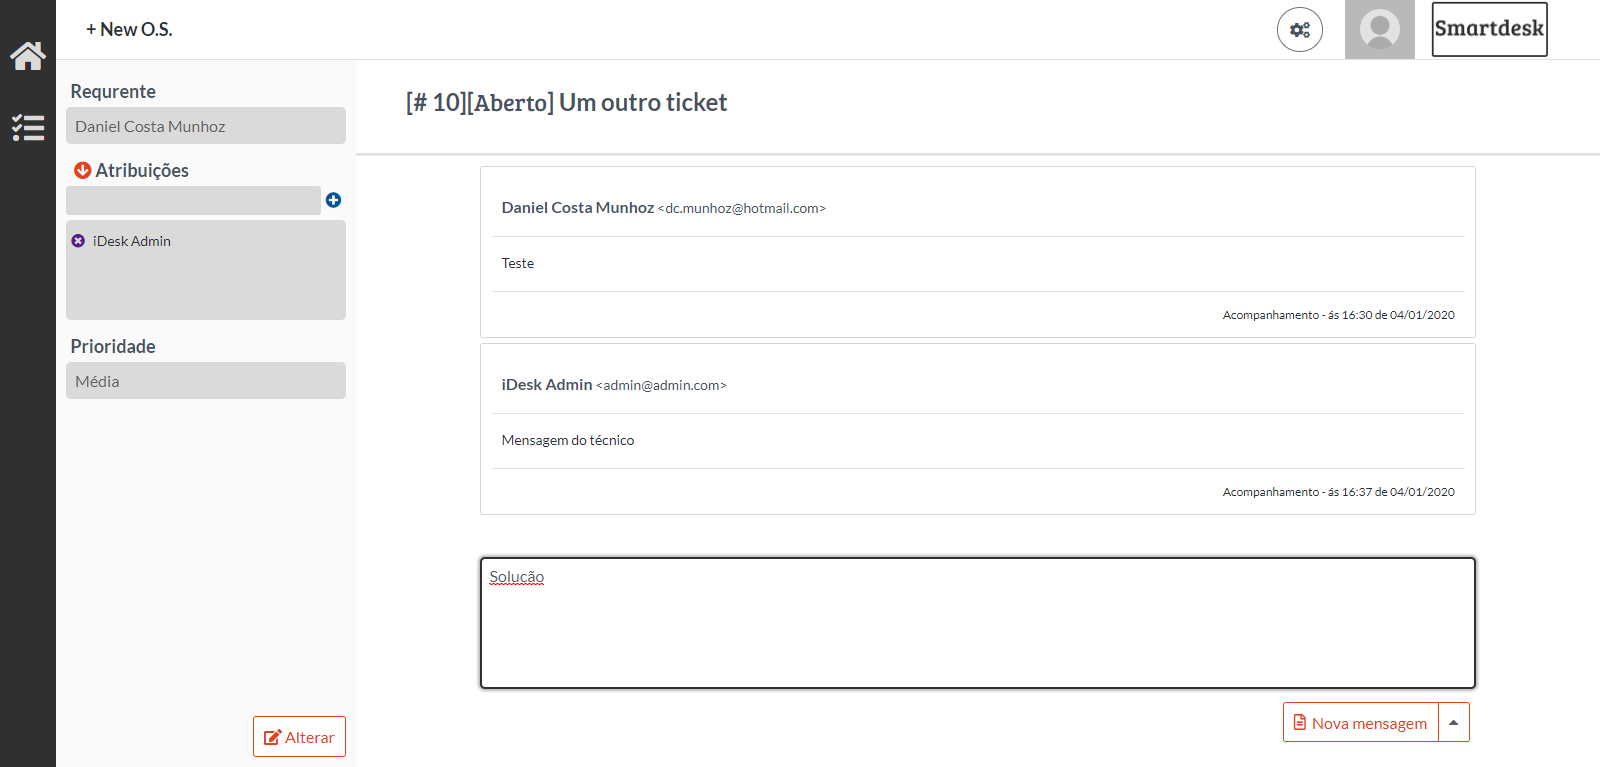 + New O.S.
Smartdesk
Requrente
Daniel Costa Munhoz
Atribuições
iDesk Admin
Prioridade
Média
Alterar
[# 10][Aberto] Um outro ticket
Daniel Costa Munhoz <dc.munhoz@hotmail.com>
Teste
Acompanhamento - ás 16:30 de 04/01/2020
iDesk Admin <admin@admin.com>
Mensagem do técnico
Acompanhamento - ás 16:37 de 04/01/2020
Solucão
Nova mensagem